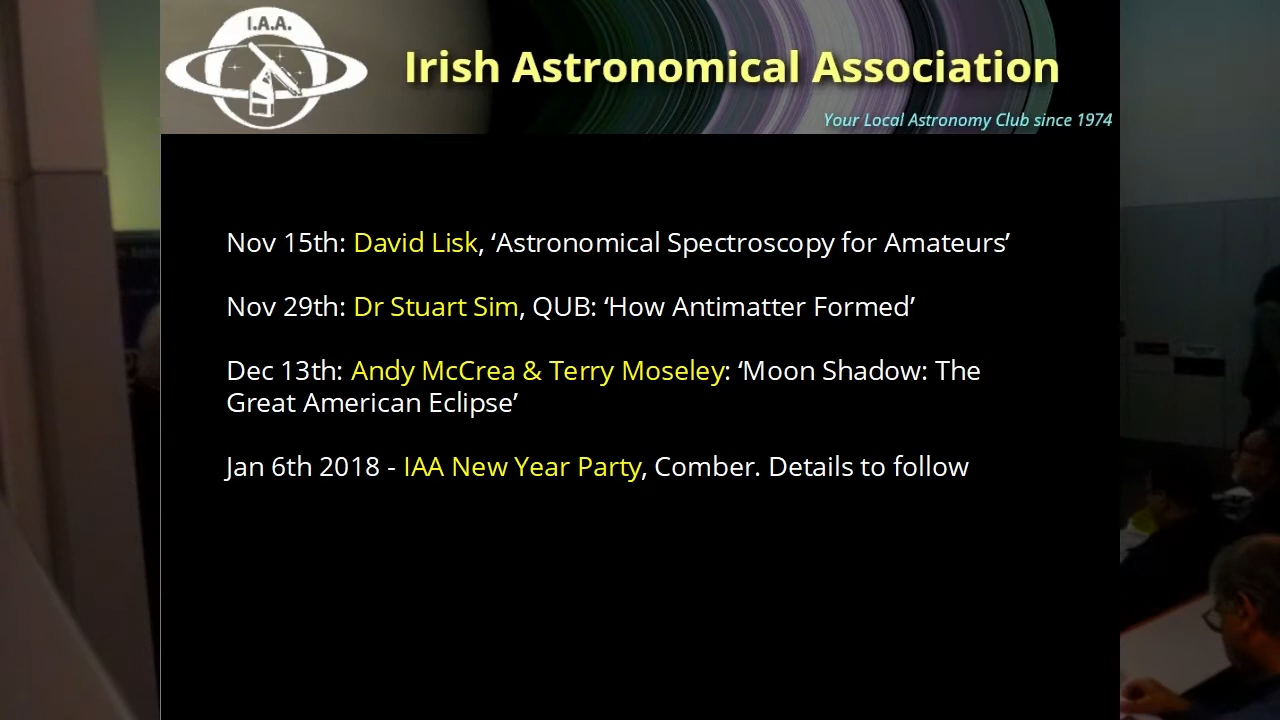 I.A.A.
Irish Astronomical Association
Your Local Astronomy Club since 1974
Nov 15th: David Lisk, ‘Astronomical Spectroscopy for Amateurs’
Nov 29th: Dr Stuart Sim, QUB: ‘How Antimatter Formed’
Dec 13th: Andy McCrea & Terry Moseley: ‘Moon Shadow: The
Great American Eclipse’
Jan 6th 2018 - IAA New Year Party, Comber. Details to follow